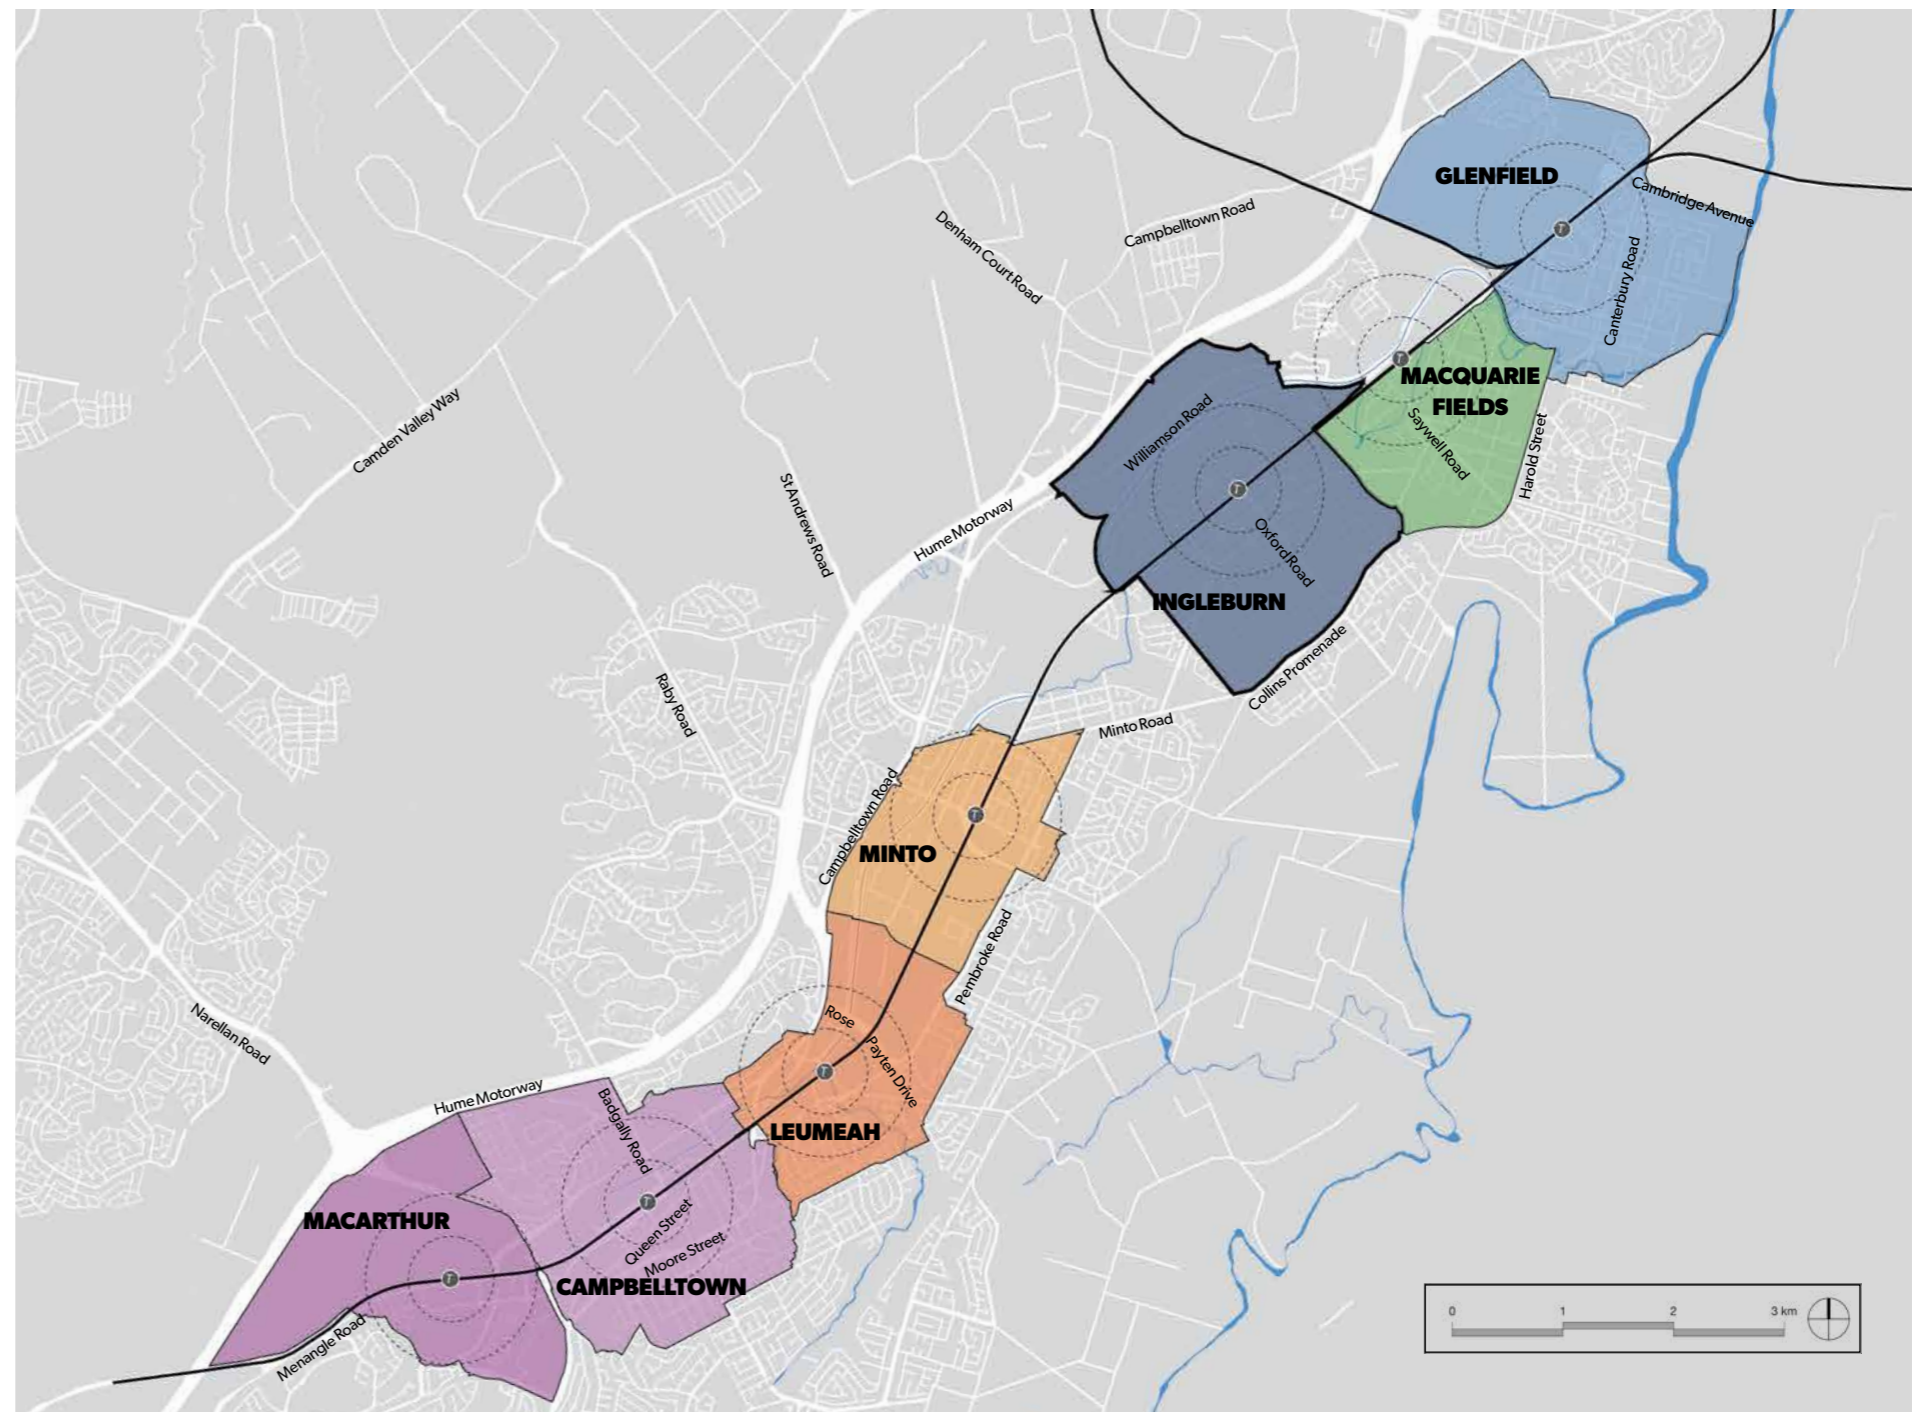 GLENFIELD
Cambridge Avenue
Campbelltown Road
Denham Court Road
Canterbury Road
T
T
MACQUARIE
FIELDS
Saywell Road
Harold Street
Williamson Road
Camden Valley Way
T
St Andrews Road
Hume Motorway
Oxford Road
INGLEBURN
Collins Promenade
Raby Road
Minto Road
Campbelltown Road
T
MINTO
Pembroke Road
Narellan Road
Rose
Payten Drive
T
Hume Motorway
Badgally Road
LEUMEAH
T
MACARTHUR
Queen Street
Moore Street
T
CAMPBELLTOWN
Menangle Road
0 1 2 3 km